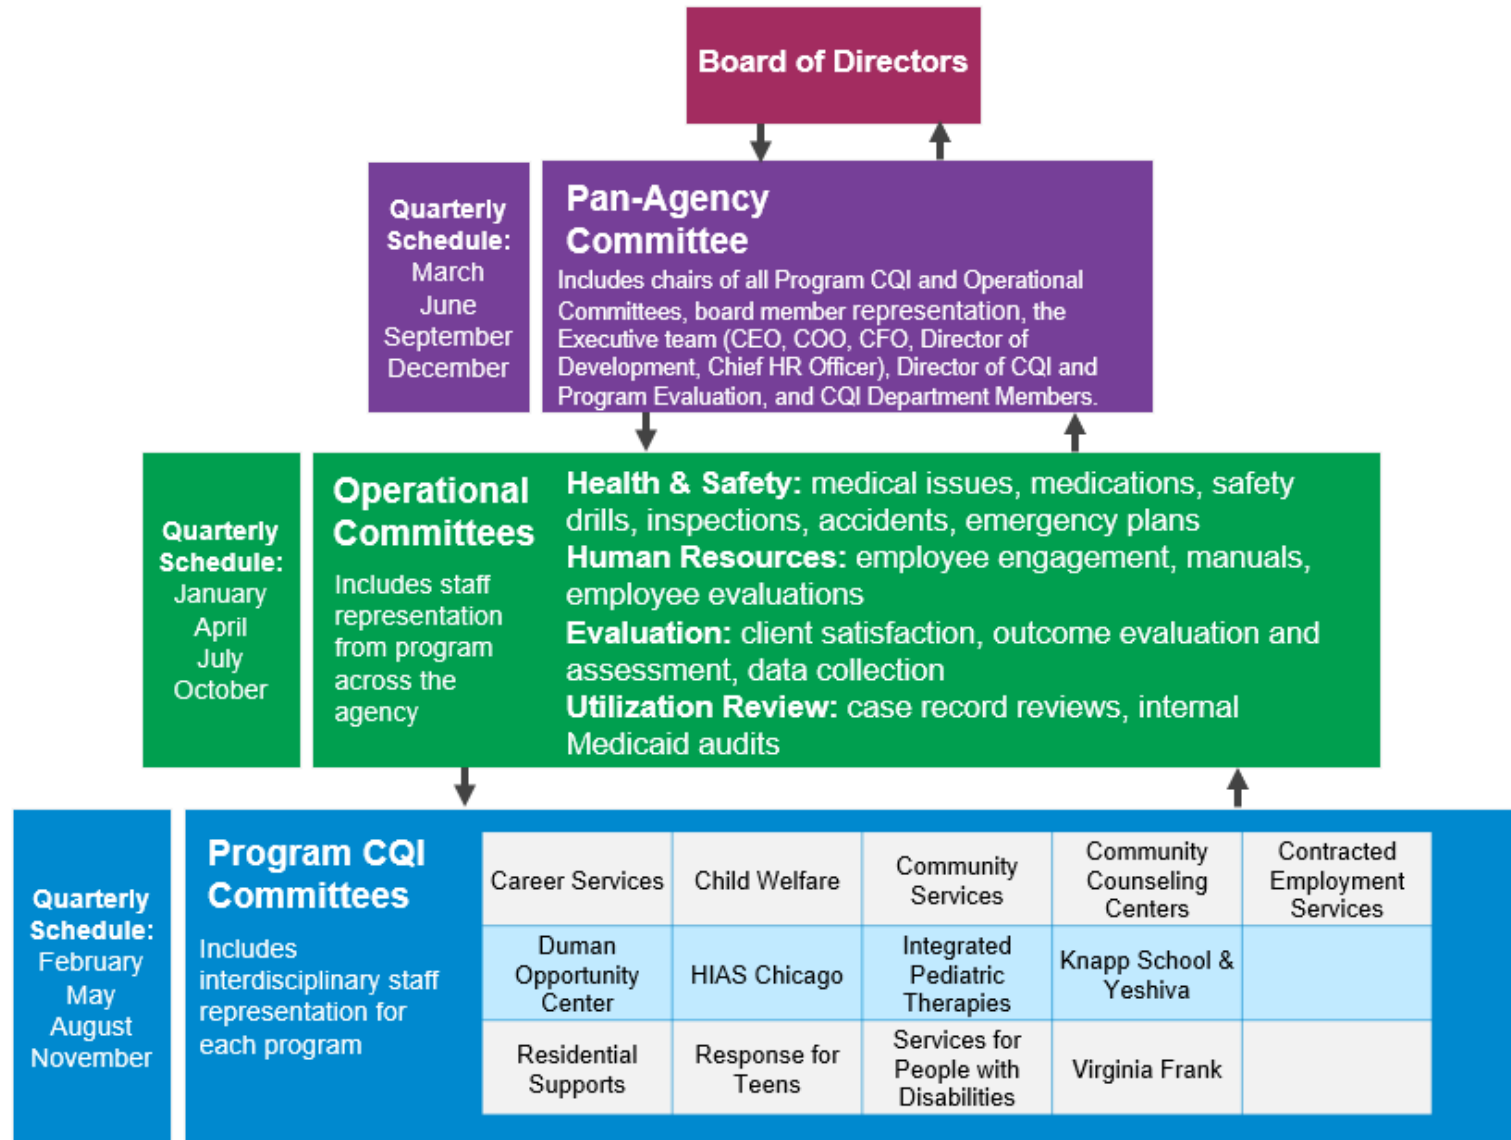 Board of Directors
Quarterly
Schedule:
March
June
September
December
Pan-Agency
Committee
Includes chairs of all Program CQI and Operational
Committees, board member representation, the
Executive team (CEO, COO, CFO, Director of
Development, Chief HR Officer), Director of CQI and
Program Evaluation, and CQI Department Members.
Quarterly
Schedule:
January
April
July
October
Operational
Committees
Includes staff
representation
from program
across the
agency
Health & Safety: medical issues, medications, safety
drills, inspections, accidents, emergency plans
Human Resources: employee engagement, manuals,
employee evaluations
Evaluation: client satisfaction, outcome evaluation and
assessment, data collection
Utilization Review: case record reviews, internal
Medicaid audits
Quarterly
Schedule:
February
May
August
November
Program CQI
Committees
Includes
interdisciplinary staff
representation for
each program
Career Services
Child Welfare
Community
Services
Community
Counseling
Centers
Contracted
Employment
Services
Duman
Opportunity
Center
HIAS Chicago
Integrated
Pediatric
Therapies
Knapp School &
Yeshiva
Residential
Supports
Response for
Teens
Services for
People with
Disabilities
Virginia Frank